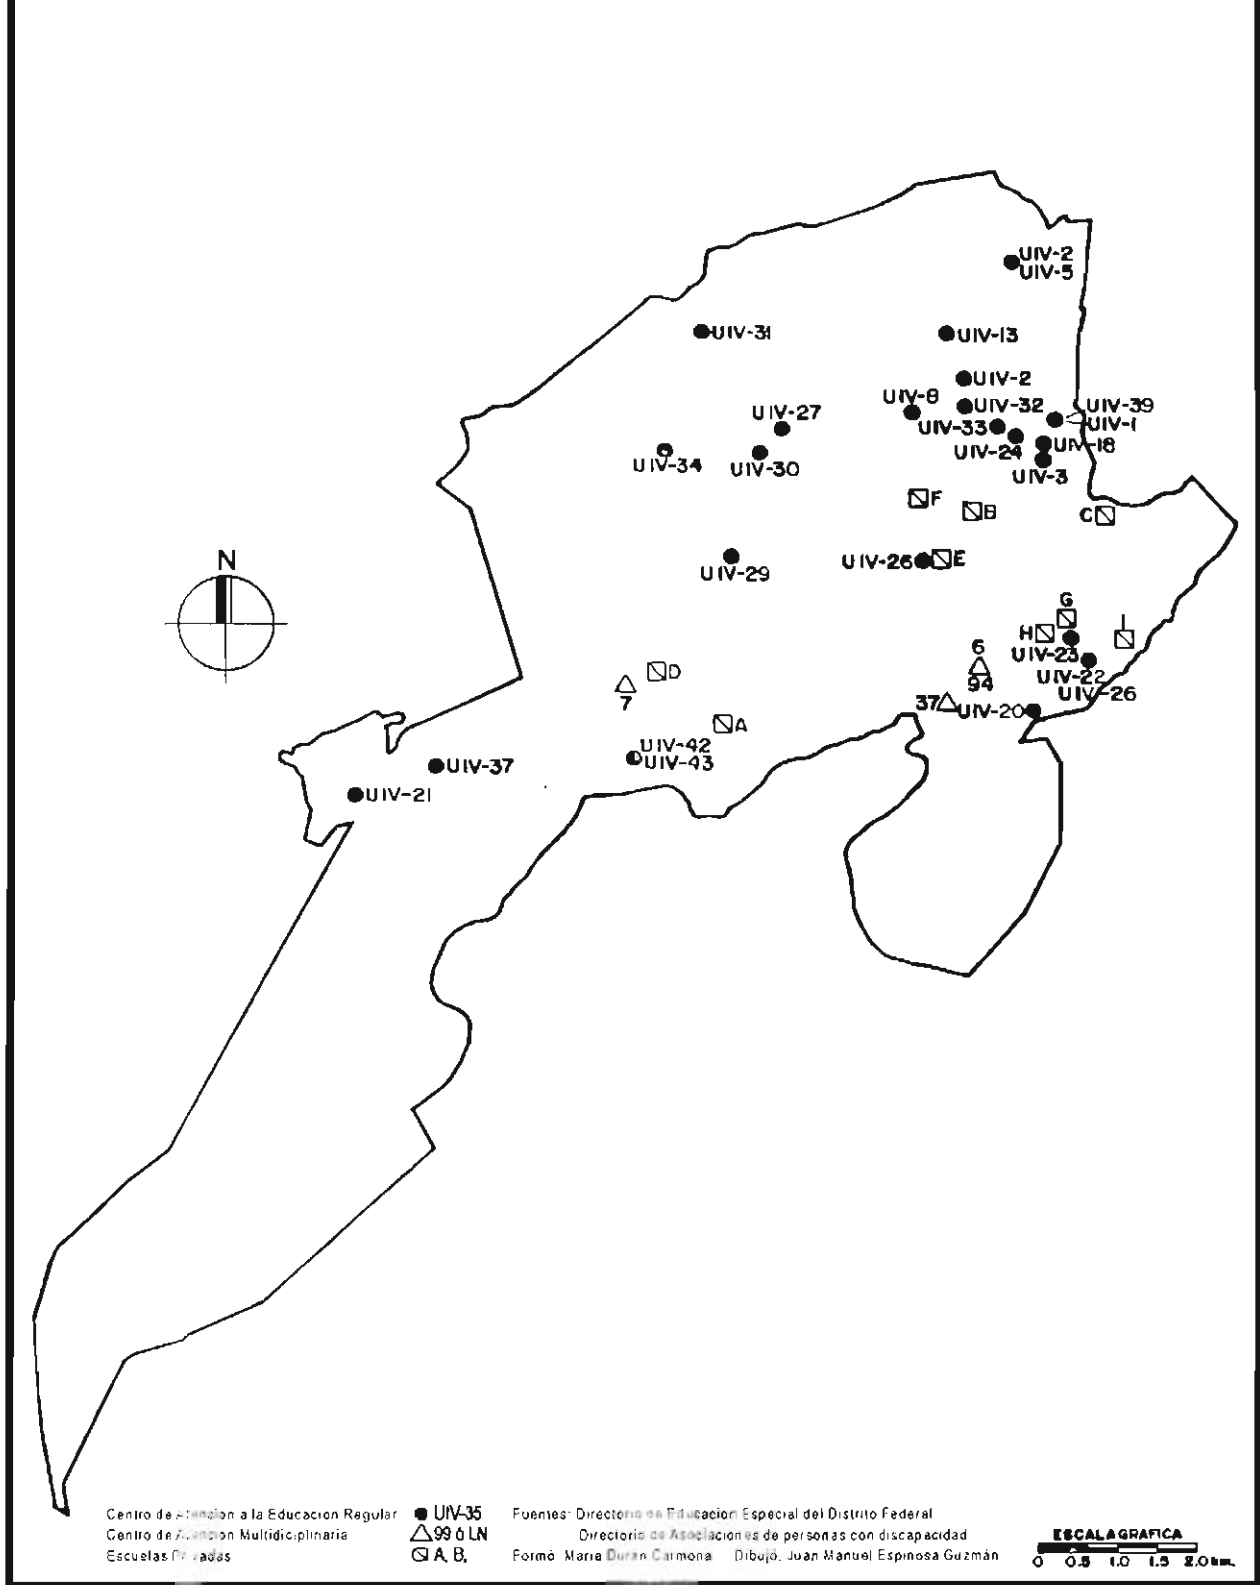 UIV-2
UIV-5
UIV-31
UIV-13
UIV-2
UIV-8
UIV-32
UIV-39
UIV-1
UIV-27
UIV-33
UIV-24
UIV-18
UIV-34
UIV-30
UIV-3
F
B
C
N
UIV-29
UIV-26
E
G
H
I
UIV-23
6
94
UIV-22
UIV-26
D
7
37
UIV-20
A
UIV-42
UIV-43
UIV-37
UIV-21
Centro de Atencion a la Educacion Regular UIV-35
Centro de Atencion Multidiciplinaria 99 ó LN
Escuelas Privadas A, B,
Fuentes: Directorio de Educacion Especial del Distrito Federal
Directorio de Asociaciones de personas con discapacidad
Formó: Maria Durán Carmona Dibujó: Juan Manuel Espinosa Guzmán
ESCALA GRAFICA
0 0.5 1.0 1.5 2.0 km.